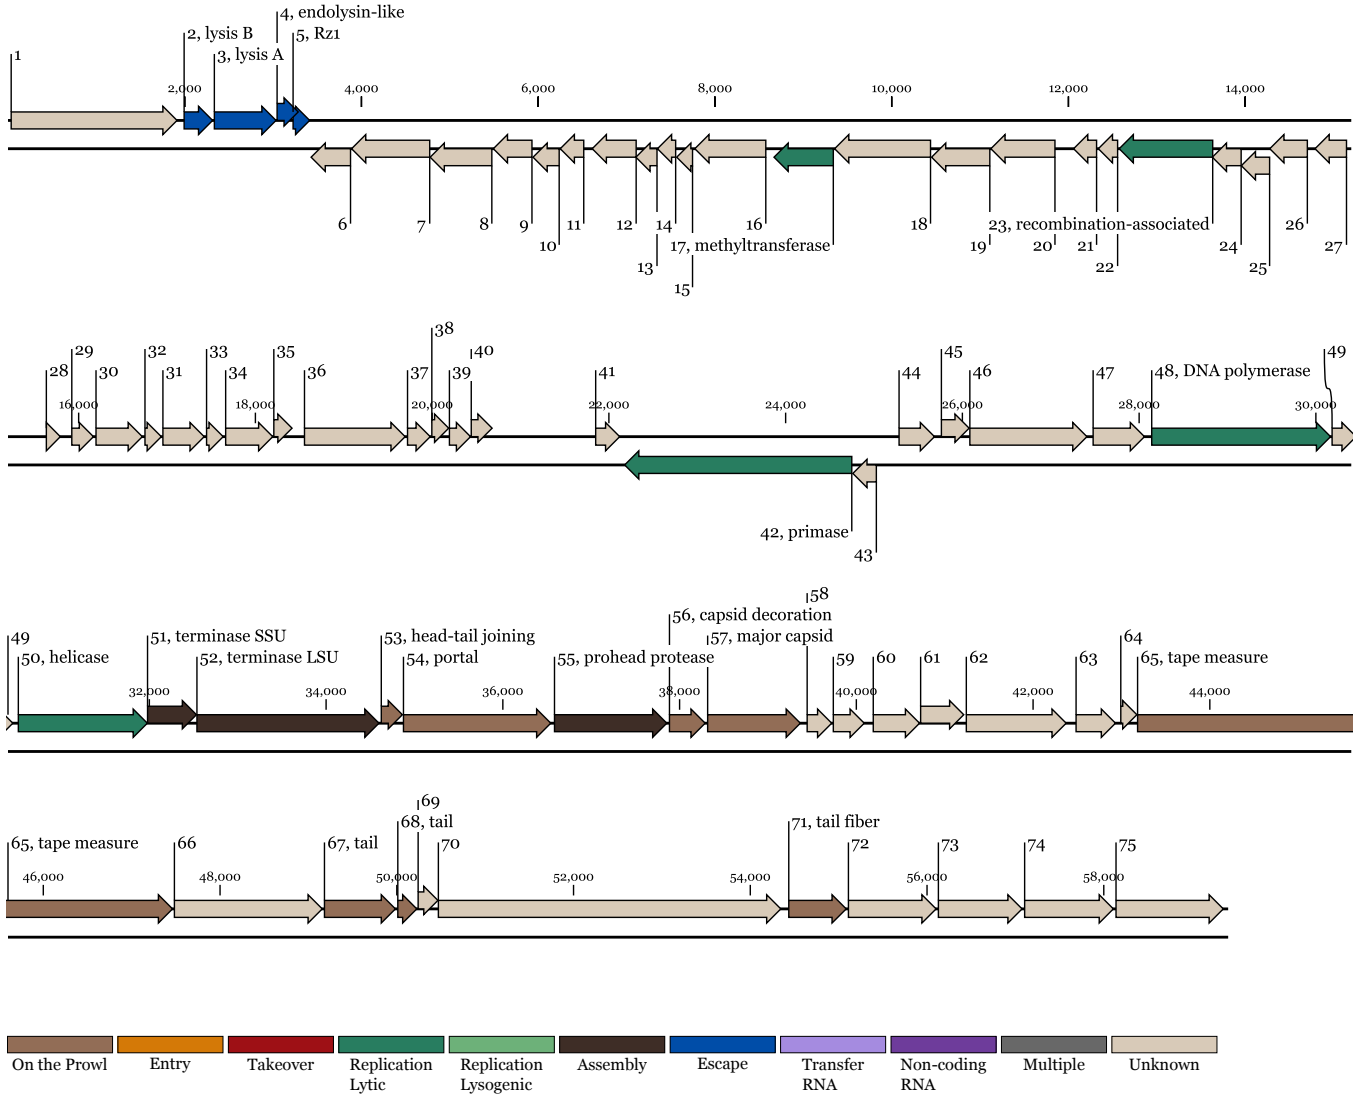 4, endolysin-like
2, lysis B
5, Rz1
1
3, lysis A
2,000
4,000
6,000
8,000
10,000
12,000
14,000
6
7
8
9
11
12
14
16
18
23, recombination-associated
26
10
17, methyltransferase
19
20
21
24
27
13
22
25
15
38
29
32
33
35
40
45
49
28
30
31
34
36
37
39
41
44
46
47
48, DNA polymerase
16,000
18,000
20,000
22,000
24,000
26,000
28,000
30,000
42, primase
43
58
56, capsid decoration
49
51, terminase SSU
53, head-tail joining
57, major capsid
64
50, helicase
52, terminase LSU
54, portal
55, prohead protease
59
60
61
62
63
65, tape measure
32,000
34,000
36,000
38,000
40,000
42,000
44,000
69
68, tail
71, tail fiber
65, tape measure
66
67, tail
70
72
73
74
75
46,000
48,000
50,000
52,000
54,000
56,000
58,000
On the Prowl
Entry
Takeover
Replication
Lytic
Replication
Lysogenic
Assembly
Escape
Transfer
RNA
Non-coding
RNA
Multiple
Unknown